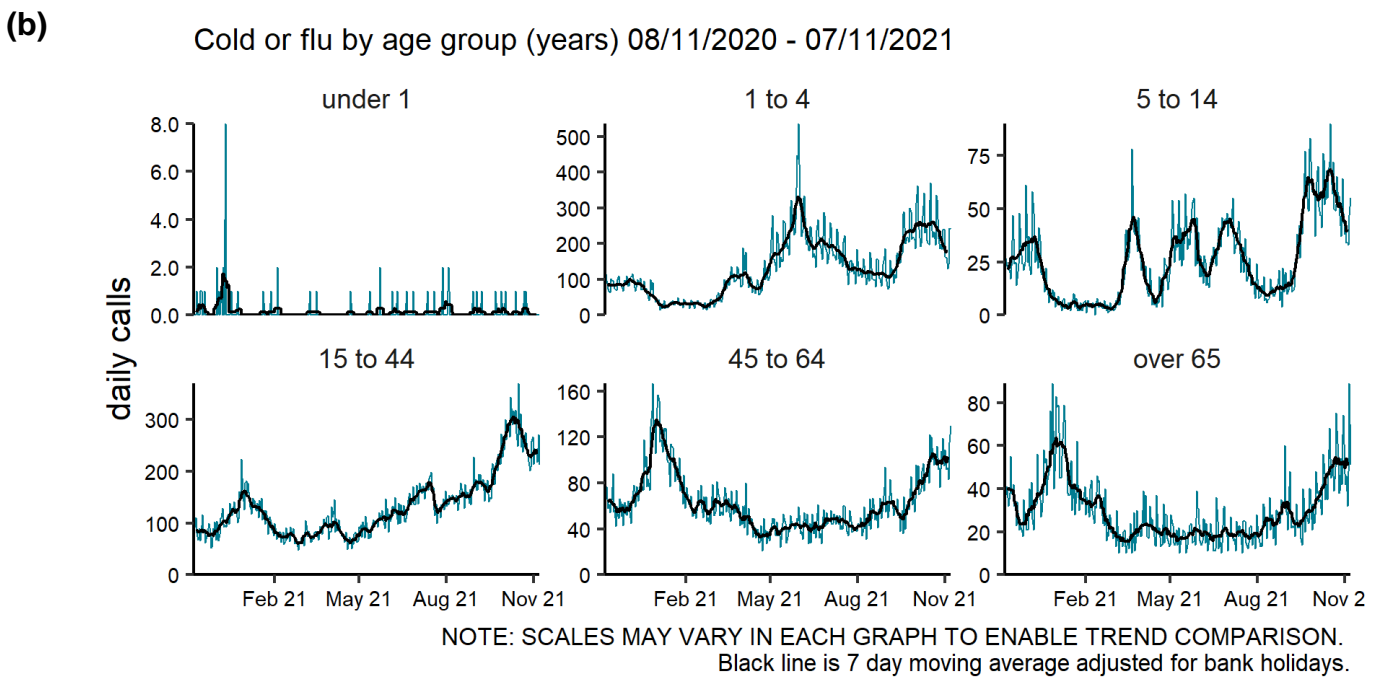 (b)
Cold or flu by age group (years) 08/11/2020 - 07/11/2021
under 1
1 to 4
5 to 14
8.0
6.0
4.0
2.0
0.0
500
400
300
200
100
0
75
50
25
0
daily calls
15 to 44
45 to 64
over 65
300
200
100
0
160
120
80
40
0
80
60
40
20
0
Feb 21 May 21 Aug 21 Nov 21
Feb 21 May 21 Aug 21 Nov 21
Feb 21 May 21 Aug 21 Nov 2
NOTE: SCALES MAY VARY IN EACH GRAPH TO ENABLE TREND COMPARISON.
Black line is 7 day moving average adjusted for bank holidays.